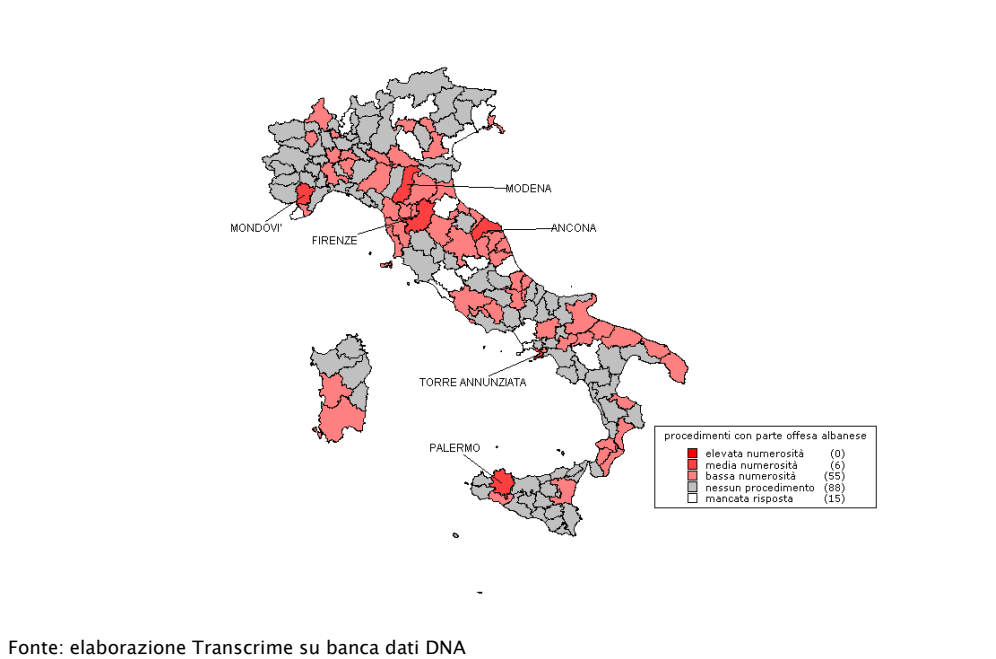 MODENA
MONDOVI'
FIRENZE
ANCONA
TORRE ANNUNZIATA
PALERMO
procedimenti con parte offesa albanese
elevata numerosità (0)
media numerosità (6)
bassa numerosità (55)
nessun procedimento (88)
mancata risposta (15)
Fonte: elaborazione Transcrime su banca dati DNA